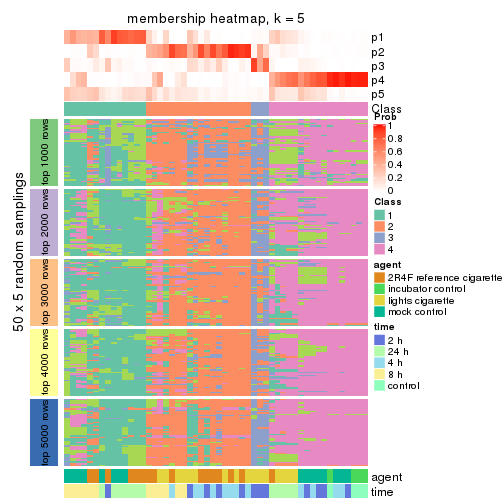 membership heatmap, k = 5
p1
p2
p3
p4
p5
Class
50 x 5 random samplings
top 1000 rows
top 2000 rows
top 3000 rows
top 4000 rows
top 5000 rows
agent
time
Prob
1
0.8
0.6
0.4
0.2
0
Class
1
2
3
4
agent
2R4F reference cigarette
incubator control
lights cigarette
mock control
time
2 h
24 h
4 h
8 h
control